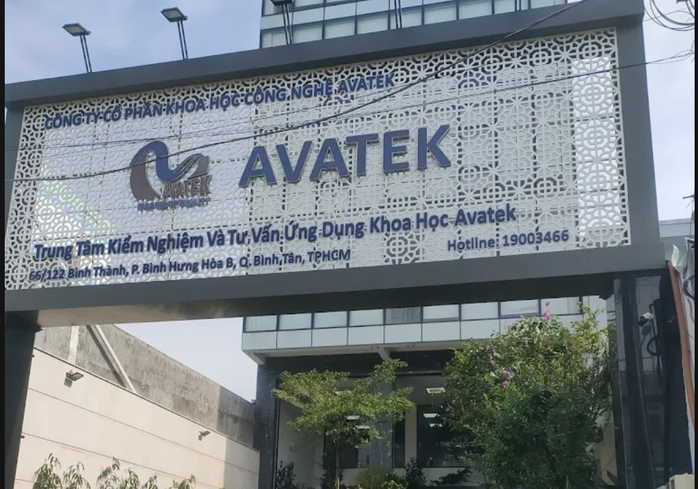 CÔNG TY CỔ PHẦN KHOA HỌC CÔNG NGHỆ AVATEK
AVATEK
AVATEK
Trung Tâm Kiểm Nghiệm Và Tư Vấn Ứng Dụng Khoa Học Avatek
66/122 Bình Thành, P. Bình Hưng Hòa B, Q. Bình Tân, TPHCM
Hotline: 19003466